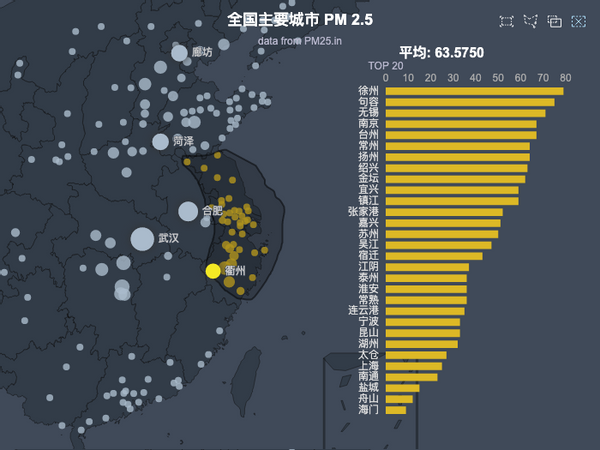 全国主要城市 PM 2.5
data from PM25.in
平均: 63.5750
TOP 20
0 10 20 30 40 50 60 70 80
徐州
句容
无锡
南京
台州
常州
扬州
绍兴
金坛
宜兴
镇江
张家港
嘉兴
苏州
吴江
宿迁
江阴
泰州
淮安
常熟
连云港
宁波
昆山
湖州
太仓
上海
南通
盐城
舟山
海门
廊坊
菏泽
合肥
武汉
衢州